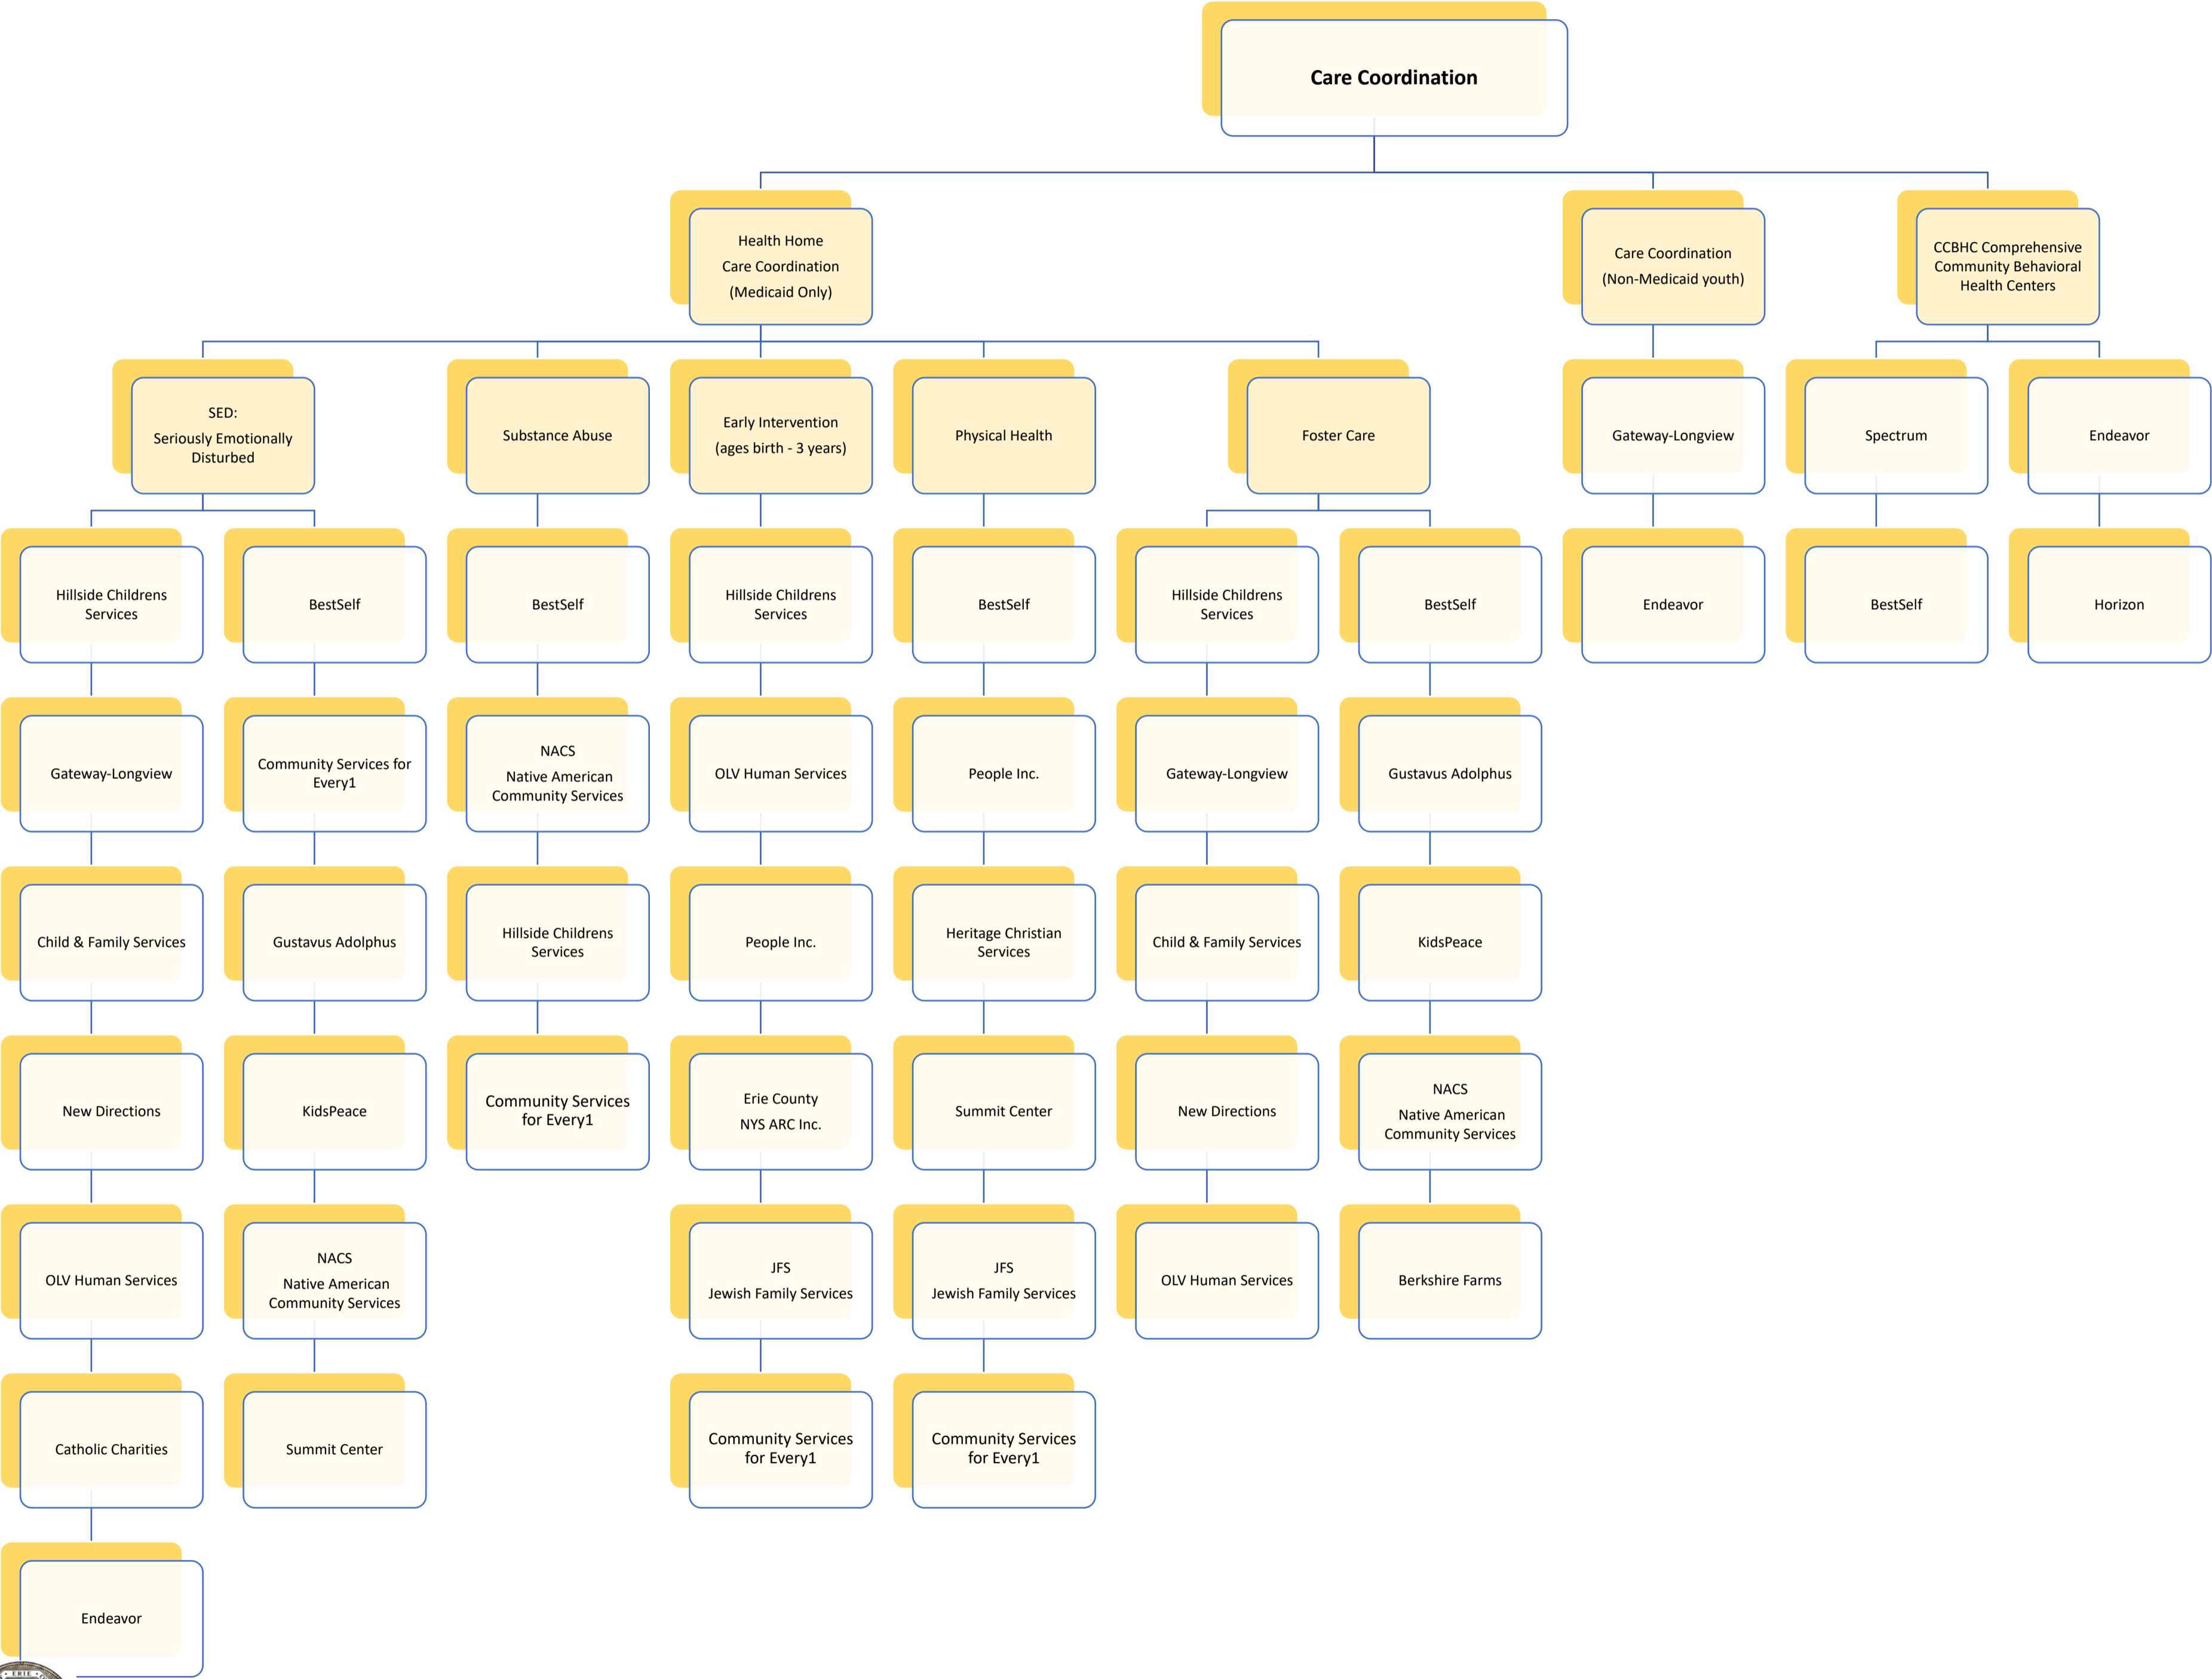 Care Coordination
Health Home
Care Coordination
(Medicaid Only)
Care Coordination
(Non-Medicaid youth)
CCBHC Comprehensive
Community Behavioral
Health Centers
SED:
Seriously Emotionally
Disturbed
Substance Abuse
Early Intervention
(ages birth - 3 years)
Physical Health
Foster Care
Gateway-Longview
Spectrum
Endeavor
Hillside Childrens
Services
BestSelf
BestSelf
Hillside Childrens
Services
BestSelf
Hillside Childrens
Services
BestSelf
Endeavor
BestSelf
Horizon
Gateway-Longview
Community Services for
Every1
NACS
Native American
Community Services
OLV Human Services
People Inc.
Gateway-Longview
Gustavus Adolphus
Child & Family Services
Gustavus Adolphus
Hillside Childrens
Services
People Inc.
Heritage Christian
Services
Child & Family Services
KidsPeace
New Directions
KidsPeace
Community Services
for Every1
Erie County
NYS ARC Inc.
Summit Center
New Directions
NACS
Native American
Community Services
OLV Human Services
NACS
Native American
Community Services
JFS
Jewish Family Services
JFS
Jewish Family Services
OLV Human Services
Berkshire Farms
Catholic Charities
Summit Center
Community Services
for Every1
Community Services
for Every1
Endeavor
ERIE